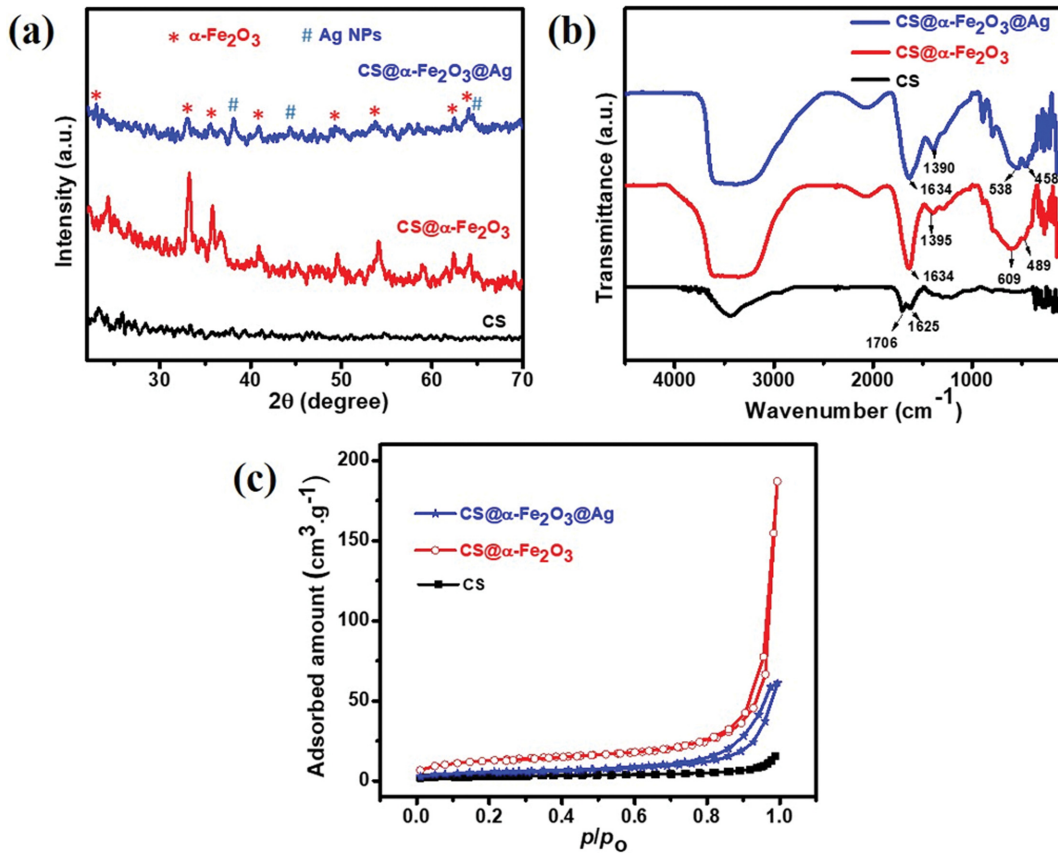 (a)
* α-Fe2O3 # Ag NPs
CS@α-Fe2O3@Ag
* * * # * # * * * * #
CS@α-Fe2O3
CS
Intensity (a.u.)
30 40 50 60 70
2θ (degree)
(b)
CS@α-Fe2O3@Ag
CS@α-Fe2O3
CS
1390
1634
538
458
1395
1634
609
489
1706
1625
Transmittance (a.u.)
4000 3000 2000 1000
Wavenumber (cm-1)
(c)
200
150
100
50
0
CS@α-Fe2O3@Ag
CS@α-Fe2O3
CS
Adsorbed amount (cm3.g-1)
0.0 0.2 0.4 0.6 0.8 1.0
p/po